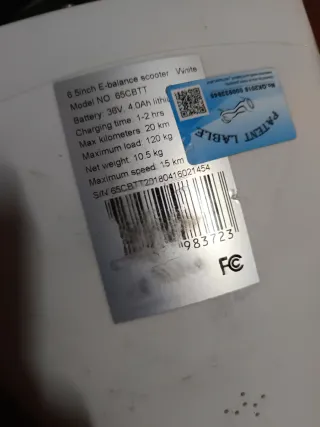 6.5inch E-balance scooter White
Model NO. 65CBTT
Battery: 36V, 4.0Ah lithi
Charging time: 1-2 hrs
Max kilometers: 20 km
Maximum load: 120 kg
Net weight: 10.5 kg
Maximum speed: 15 km
S/N:65CBTT20180416021454
983723
FC
PATENT LABLE